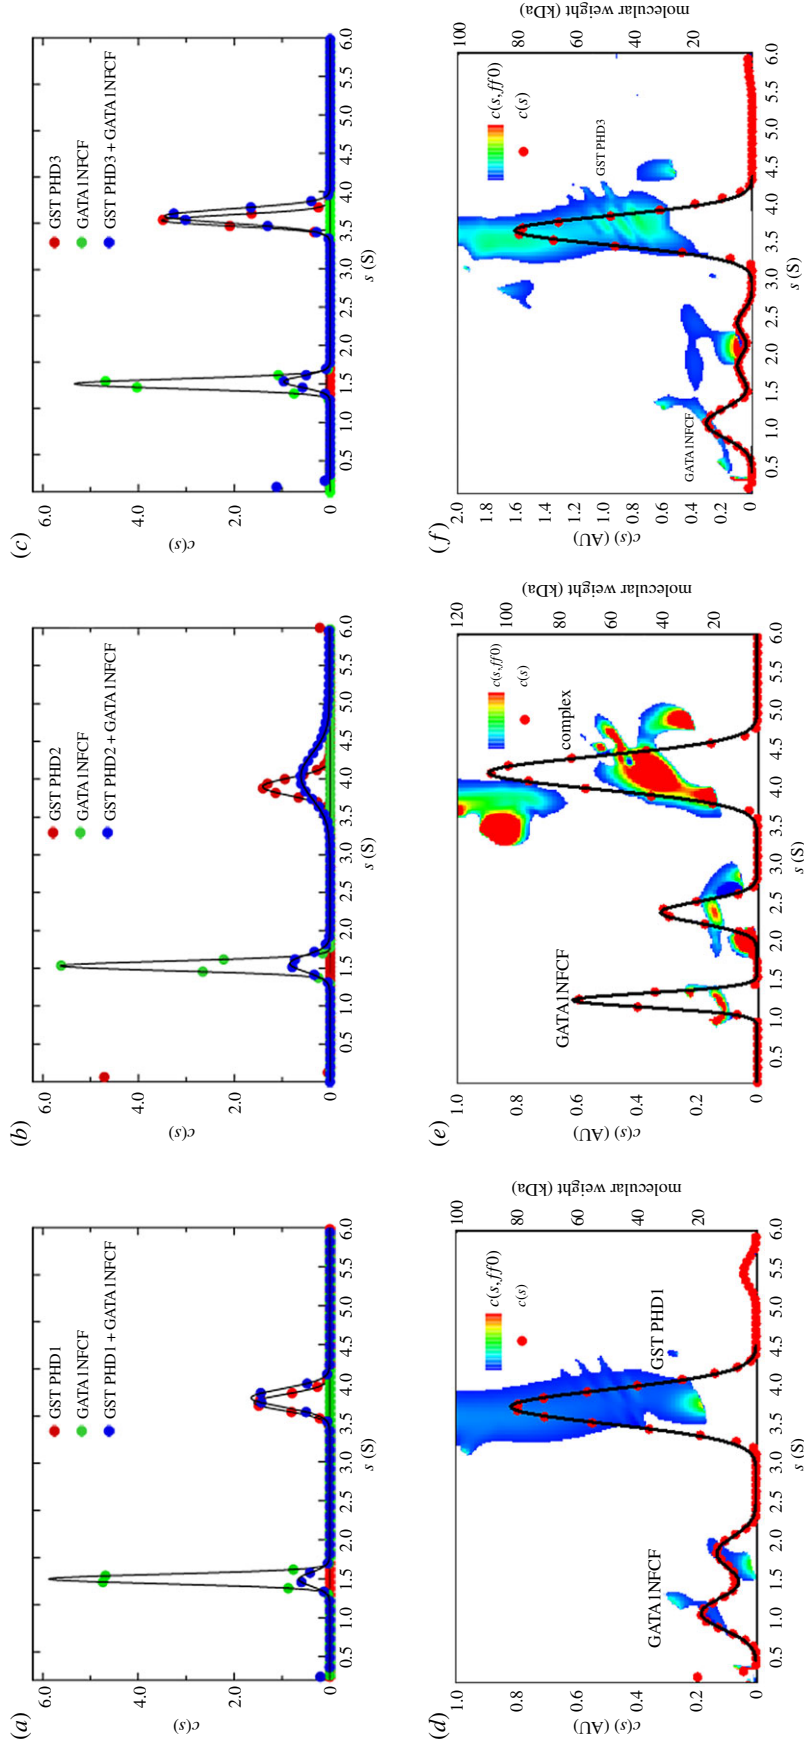 (a)
6.0
4.0
2.0
0
c(s)
GST PHD1
GATA1NFCF
GST PHD1 + GATA1NFCF
0.5 1.0 1.5 2.0 2.5 3.0 3.5 4.0 4.5 5.0 5.5 6.0
s (S)
(b)
6.0
4.0
2.0
0
c(s)
GST PHD2
GATA1NFCF
GST PHD2 + GATA1NFCF
0.5 1.0 1.5 2.0 2.5 3.0 3.5 4.0 4.5 5.0 5.5 6.0
s (S)
(c)
6.0
4.0
2.0
0
c(s)
GST PHD3
GATA1NFCF
GST PHD3 + GATA1NFCF
0.5 1.0 1.5 2.0 2.5 3.0 3.5 4.0 4.5 5.0 5.5 6.0
s (S)
(d)
1.0
0.8
0.6
0.4
0.2
0
c(s) (AU)
GATA1NFCF
GST PHD1
c(s,ff0)
c(s)
100
80
60
40
20
molecular weight (kDa)
0.5 1.0 1.5 2.0 2.5 3.0 3.5 4.0 4.5 5.0 5.5 6.0
s (S)
(e)
1.0
0.8
0.6
0.4
0.2
0
c(s) (AU)
GATA1NFCF
complex
c(s,ff0)
c(s)
120
100
80
60
40
20
molecular weight (kDa)
0.5 1.0 1.5 2.0 2.5 3.0 3.5 4.0 4.5 5.0 5.5 6.0
s (S)
(f)
2.0
1.8
1.6
1.4
1.2
1.0
0.8
0.6
0.4
0.2
0
c(s) (AU)
GATA1NFCF
GST PHD3
c(s,ff0)
c(s)
100
80
60
40
20
molecular weight (kDa)
0.5 1.0 1.5 2.0 2.5 3.0 3.5 4.0 4.5 5.0 5.5 6.0
s (S)